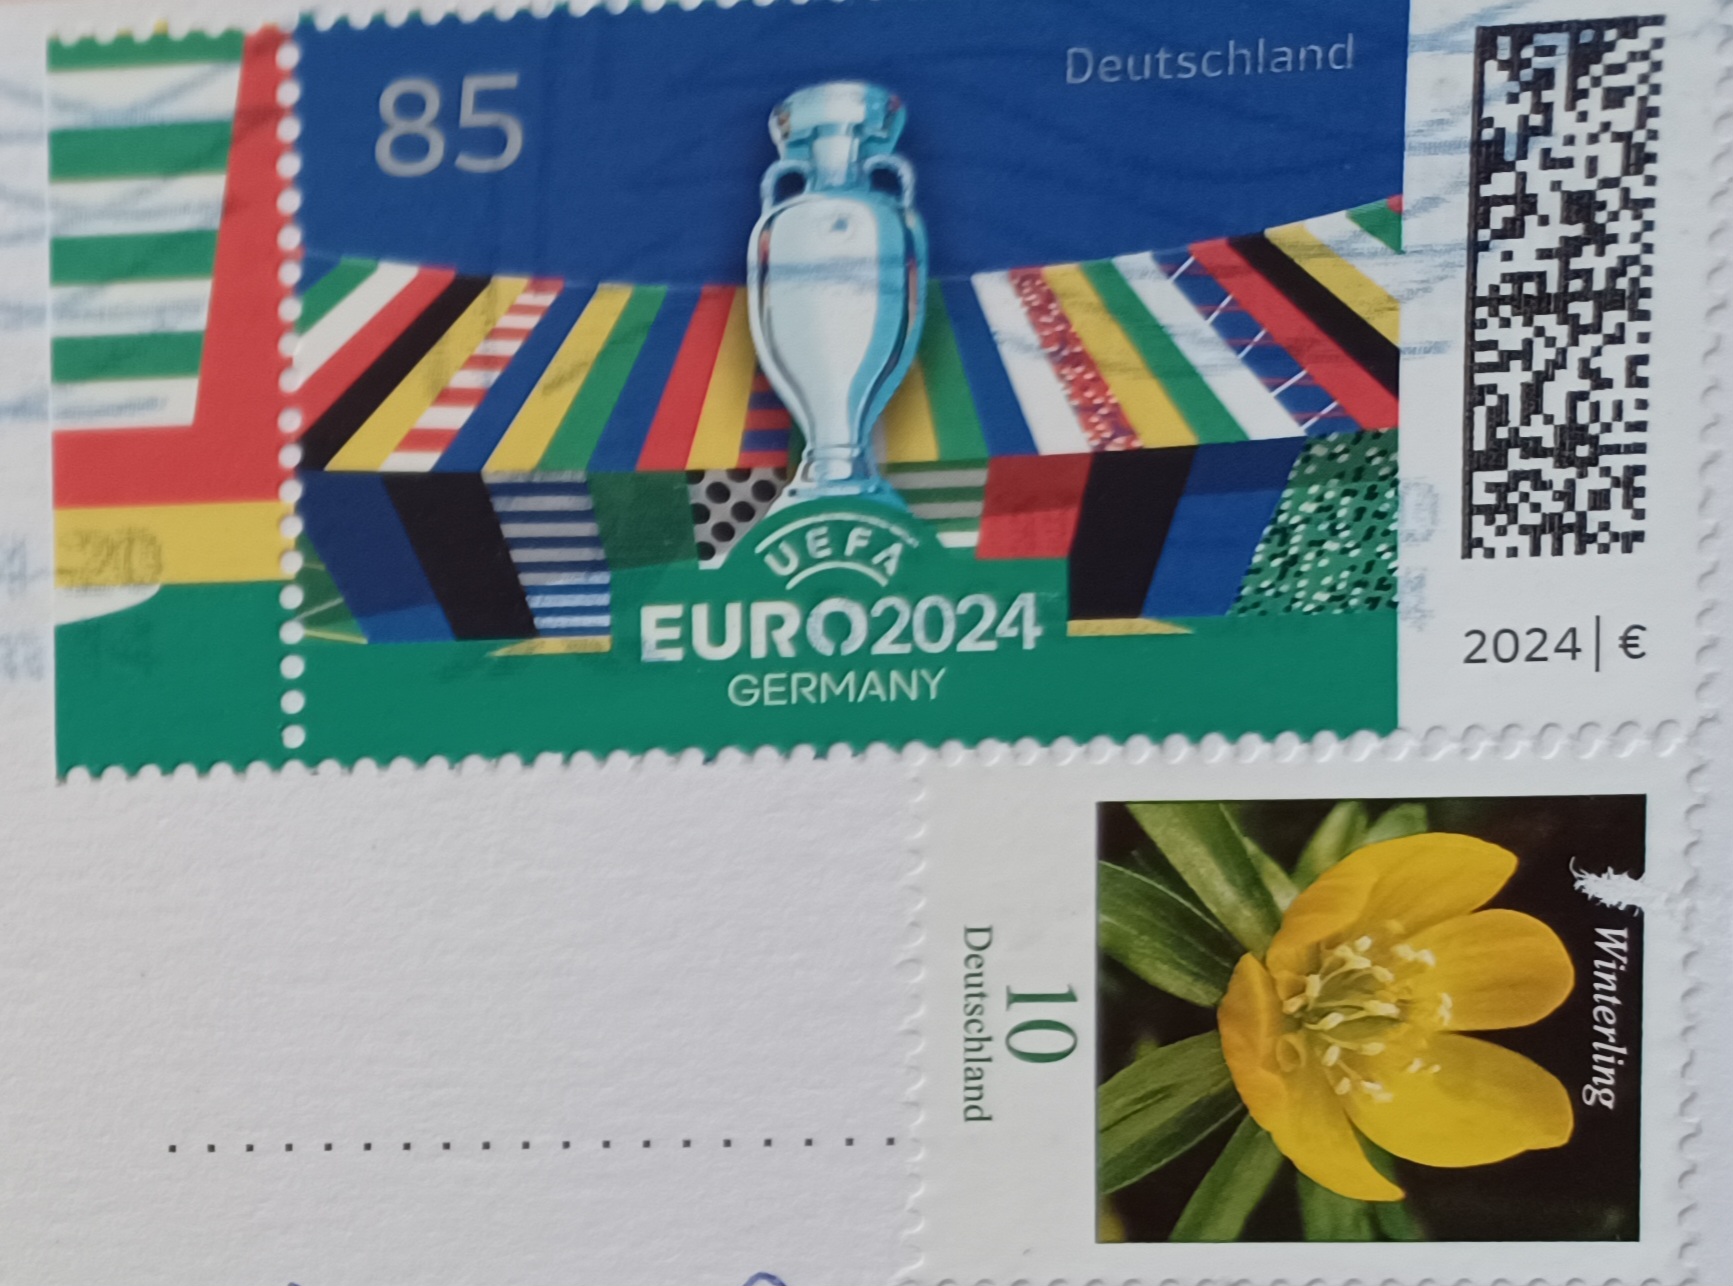 85
Deutschland
UEFA
EURO2024
GERMANY
2024 | €
Winterling
10
Deutschland